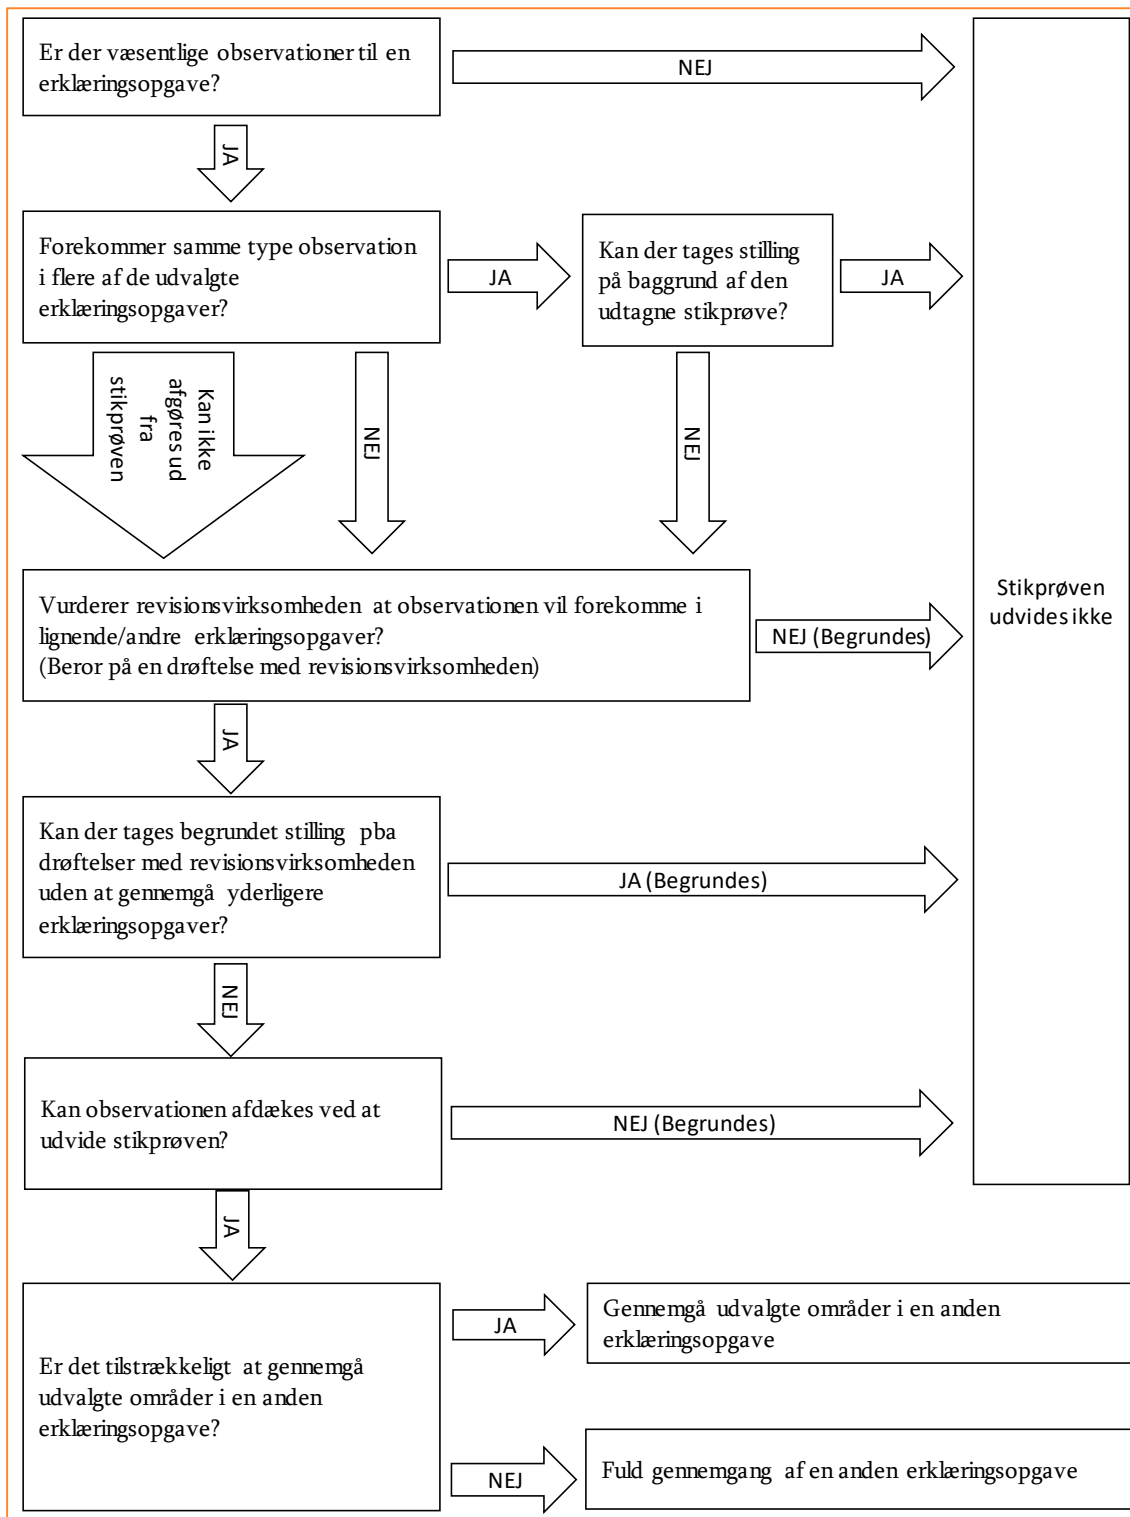 Er der væsentlige observationer til en
erklæringsopgave?
NEJ
JA
Forekommer samme type observation
i flere af de udvalgte
erklæringsopgaver?
JA
Kan der tages stilling
på baggrund af den
udtagne stikprøve?
JA
Kan ikke
afgøres ud
fra
stikprøven
NEJ
NEJ
Stikprøven
udvides ikke
Vurderer revisionsvirksomheden at observationen vil forekomme i
lignende/andre erklæringsopgaver?
(Beror på en drøftelse med revisionsvirksomheden)
NEJ (Begrundes)
JA
Kan der tages begrundet stilling pba
drøftelser med revisionsvirksomheden
uden at gennemgå yderligere
erklæringsopgaver?
JA (Begrundes)
NEJ
Kan observationen afdækes ved at
udvide stikprøven?
NEJ (Begrundes)
JA
Er det tilstrækkeligt at gennemgå
udvalgte områder i en anden
erklæringsopgave?
JA
Gennemgå udvalgte områder i en anden
erklæringsopgave
NEJ
Fuld gennemgang af en anden erklæringsopgave